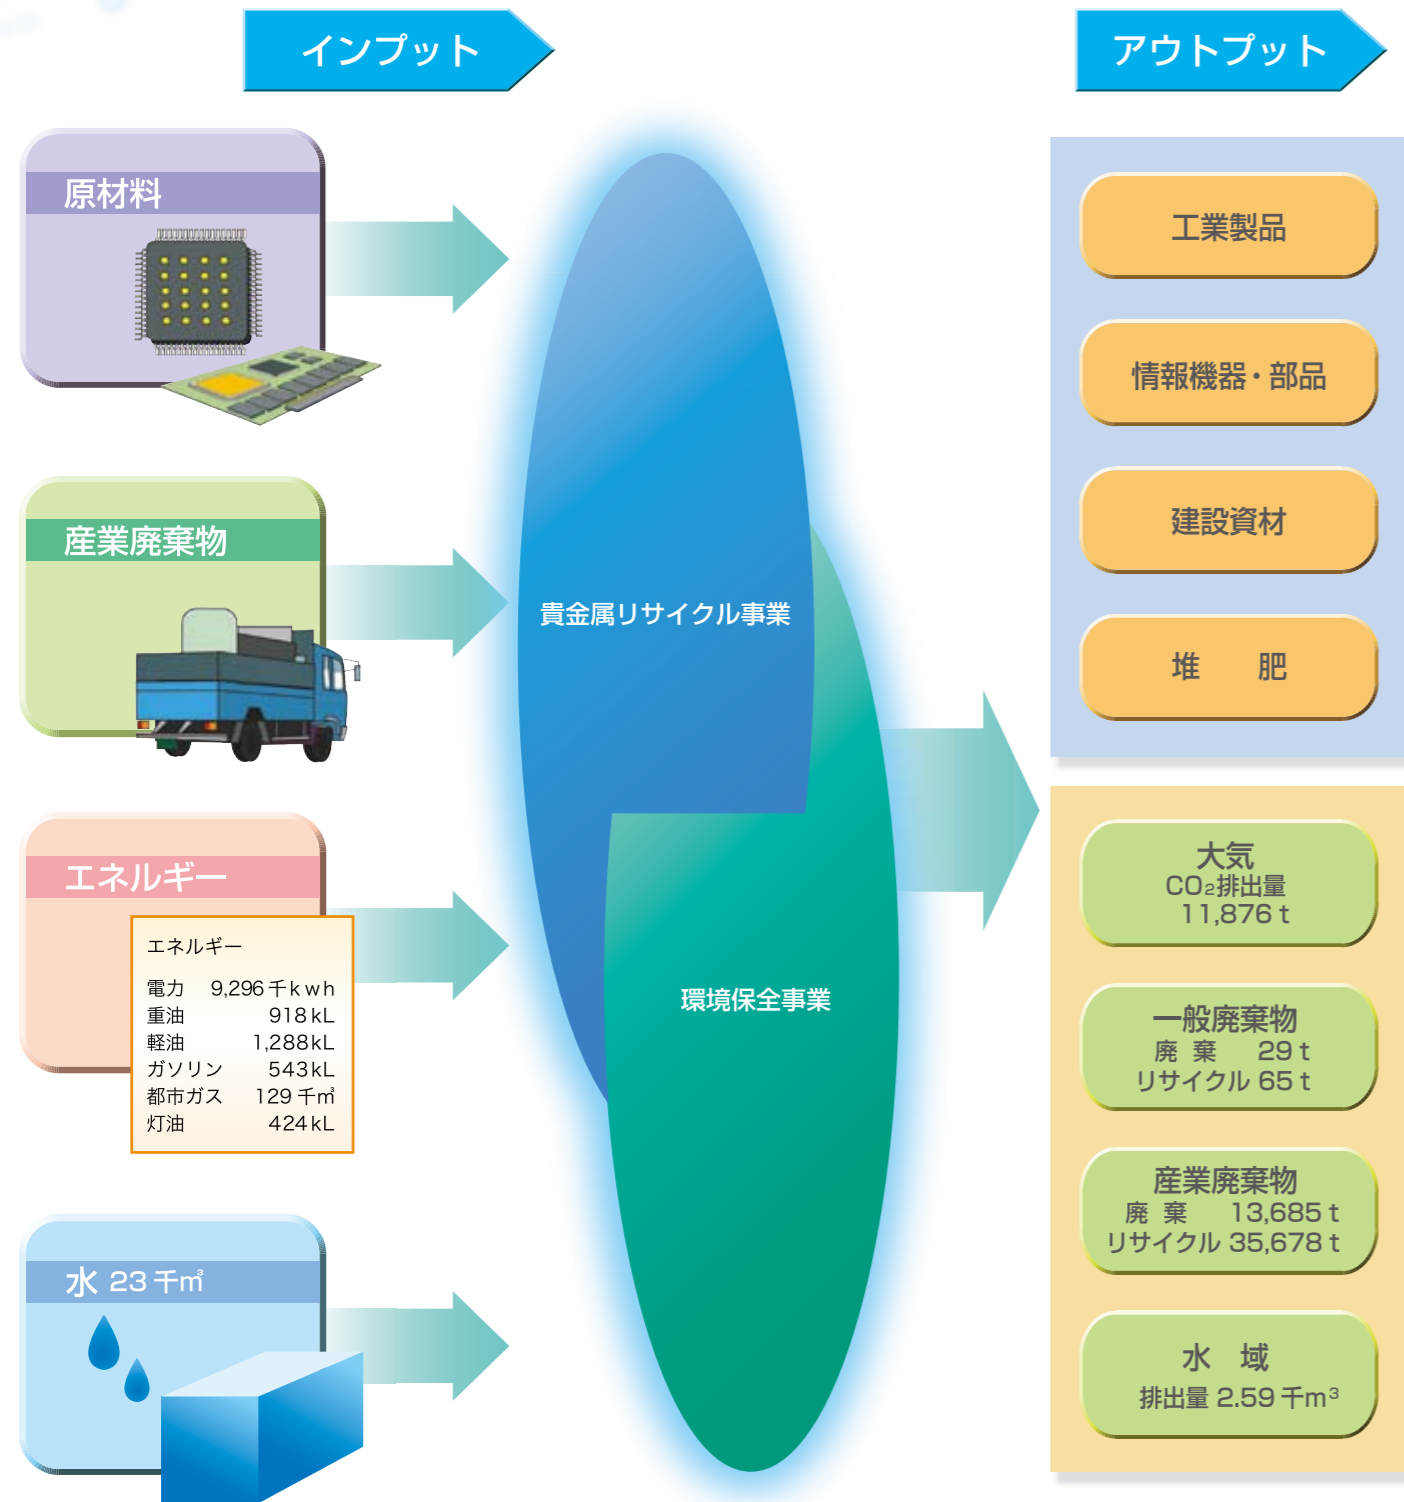 インプット
アウトプット
原材料
産業廃棄物
エネルギー
エネルギー
電力 9,296千kwh
重油 918kL
軽油 1,288kL
ガソリン 543kL
都市ガス 129千㎥
灯油 424kL
水 23千㎥
貴金属リサイクル事業
環境保全事業
工業製品
情報機器・部品
建設資材
堆 肥
大気
CO₂排出量
11,876t
一般廃棄物
廃 棄 29t
リサイクル 65t
産業廃棄物
廃 棄 13,685t
リサイクル 35,678t
水 域
排出量 2.59千m³